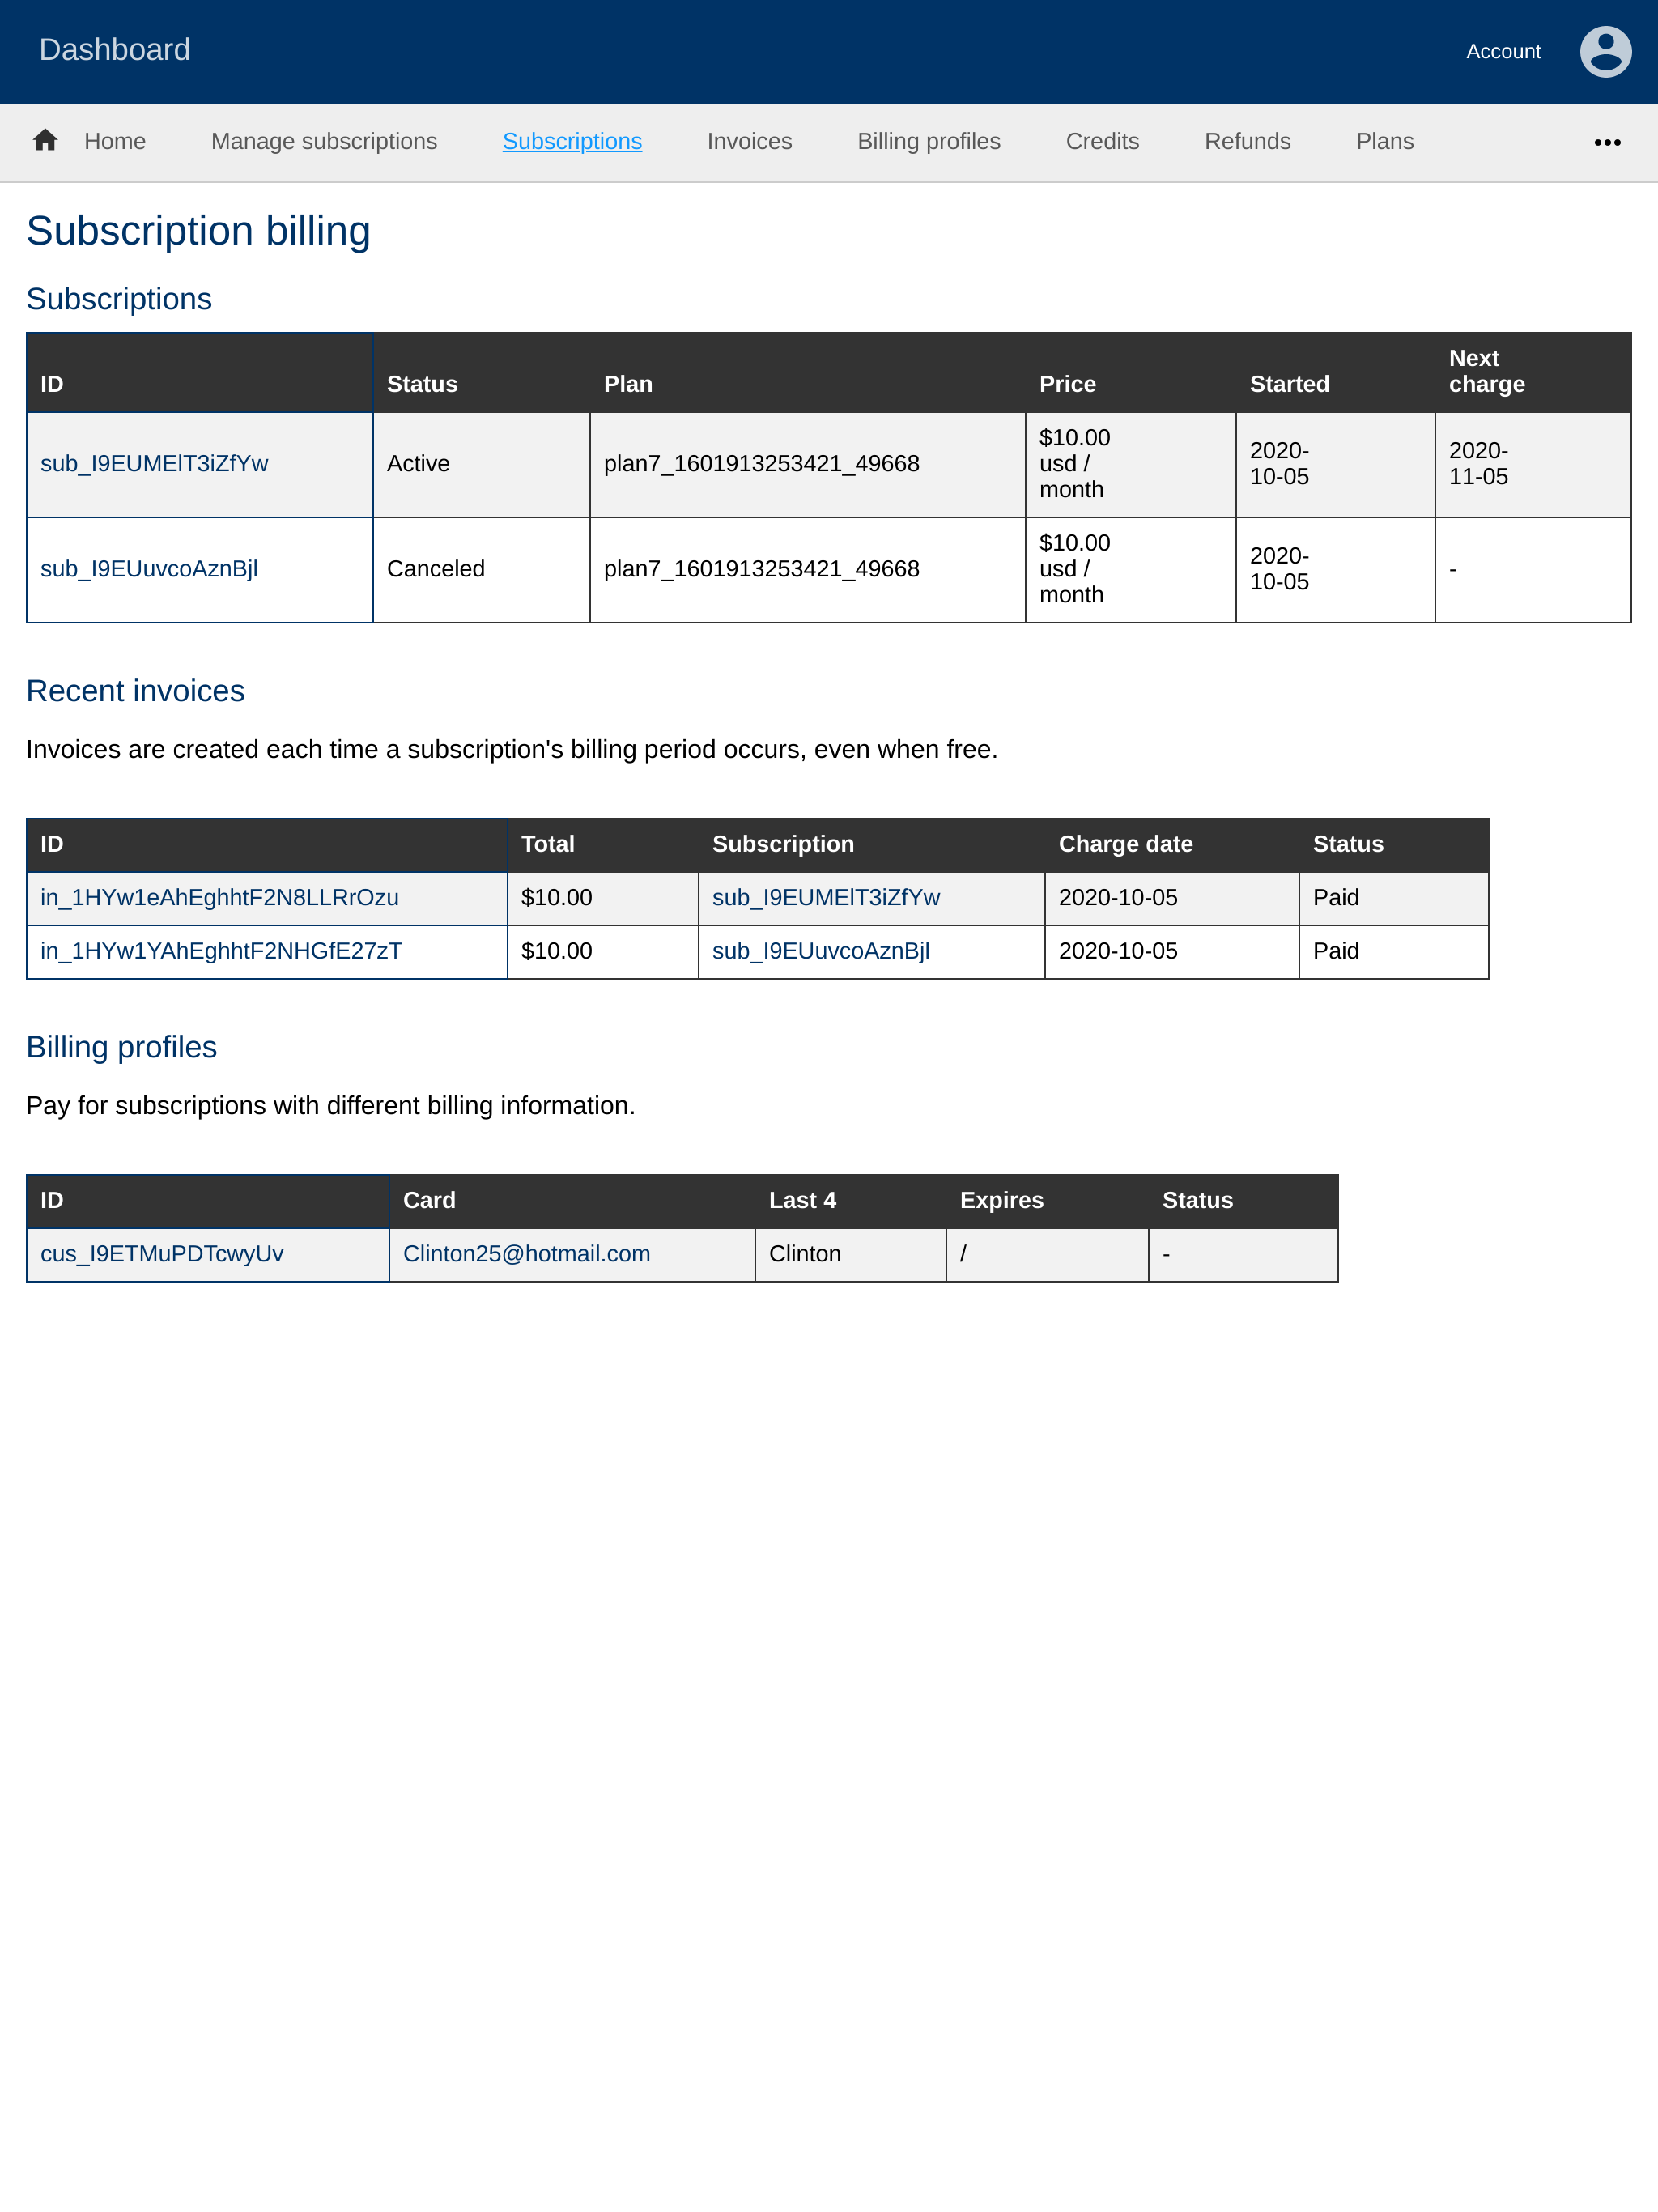 Dashboard
Account
Home Manage subscriptions Subscriptions Invoices Billing profiles Credits Refunds Plans
Subscription billing
Subscriptions
ID Status Plan Price Started Next charge
sub_I9EUMElT3iZfYw Active plan7_1601913253421_49668 $10.00 usd / month 2020-10-05 2020-11-05
sub_I9EUuvcoAznBjl Canceled plan7_1601913253421_49668 $10.00 usd / month 2020-10-05 -
Recent invoices
Invoices are created each time a subscription's billing period occurs, even when free.
ID Total Subscription Charge date Status
in_1HYw1eAhEghhtF2N8LLRrOzu $10.00 sub_I9EUMElT3iZfYw 2020-10-05 Paid
in_1HYw1YAhEghhtF2NHGfE27zT $10.00 sub_I9EUuvcoAznBjl 2020-10-05 Paid
Billing profiles
Pay for subscriptions with different billing information.
ID Card Last 4 Expires Status
cus_I9ETMuPDTcwyUv Clinton25@hotmail.com Clinton / -